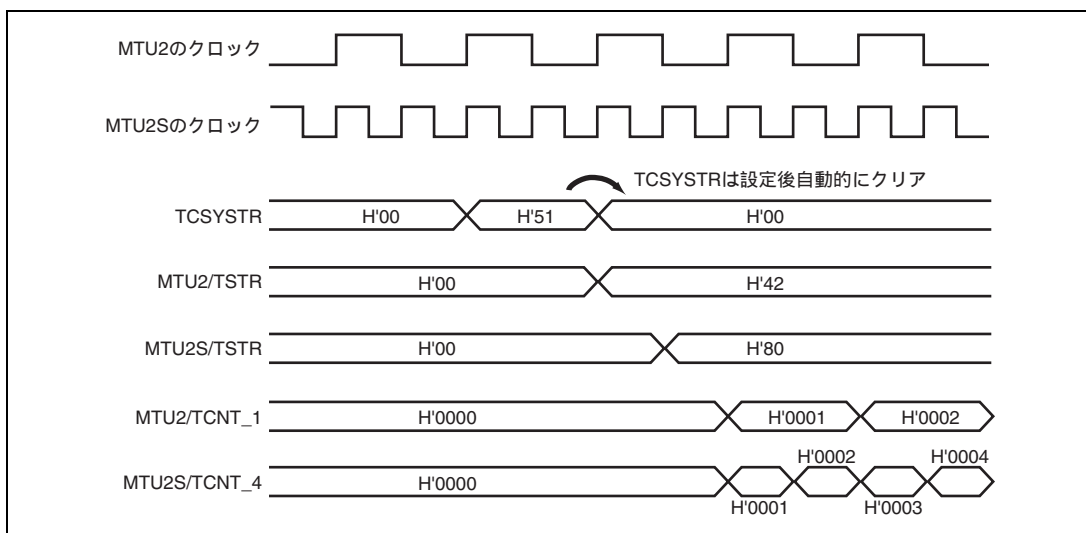 MTU2のクロック
MTU2Sのクロック
TCSYSTRは設定後自動的にクリア
TCSYSTR H'00 H'51 H'00
MTU2/TSTR H'00 H'42
MTU2S/TSTR H'00 H'80
MTU2/TCNT_1 H'0000 H'0001 H'0002
H'0002 H'0004
MTU2S/TCNT_4 H'0000
H'0001 H'0003